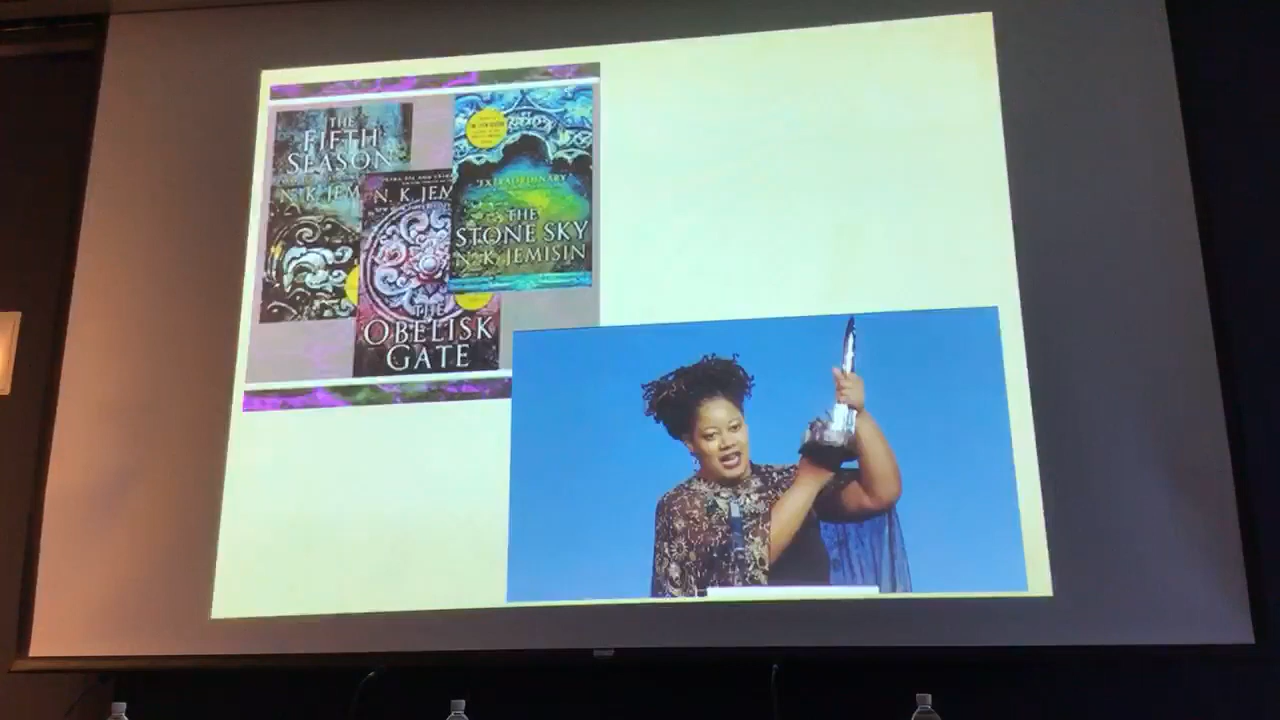 THE
FIFTH
SEASON
N. K. JEM
N. K. JEM
THE
OBELISK
GATE
"EXTRAORDINARY"
THE
STONE SKY
N. K. JEMISIN